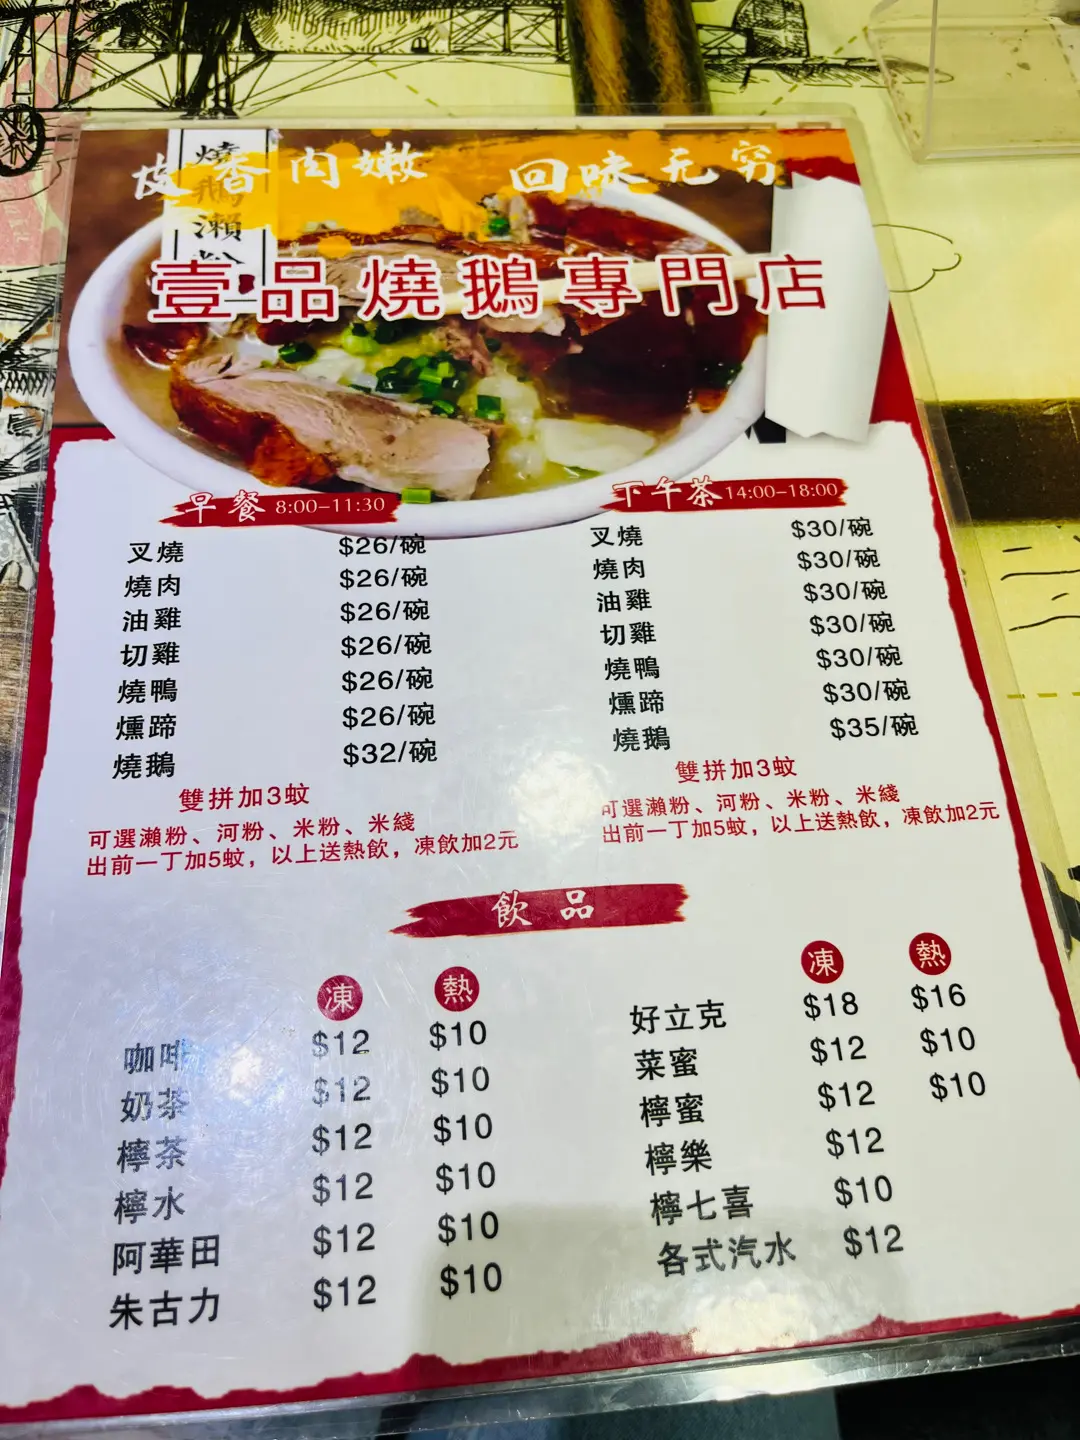 皮香肉嫩 回味无穷
燒鵝瀨粉
壹品燒鵝專門店
早餐 8:00-11:30
叉燒 $26/碗
燒肉 $26/碗
油雞 $26/碗
切雞 $26/碗
燒鴨 $26/碗
燻蹄 $26/碗
燒鵝 $32/碗
雙拼加3蚊
可選瀨粉、河粉、米粉、米綫
出前一丁加5蚊，以上送熱飲，凍飲加2元
下午茶 14:00-18:00
叉燒 $30/碗
燒肉 $30/碗
油雞 $30/碗
切雞 $30/碗
燒鴨 $30/碗
燻蹄 $30/碗
燒鵝 $35/碗
雙拼加3蚊
可選瀨粉、河粉、米粉、米綫
出前一丁加5蚊，以上送熱飲，凍飲加2元
飲品
凍 熱
咖啡 $12 $10
奶茶 $12 $10
檸茶 $12 $10
檸水 $12 $10
阿華田 $12 $10
朱古力 $12 $10
凍 熱
好立克 $18 $16
菜蜜 $12 $10
檸蜜 $12 $10
檸樂 $12
檸七喜 $10
各式汽水 $12